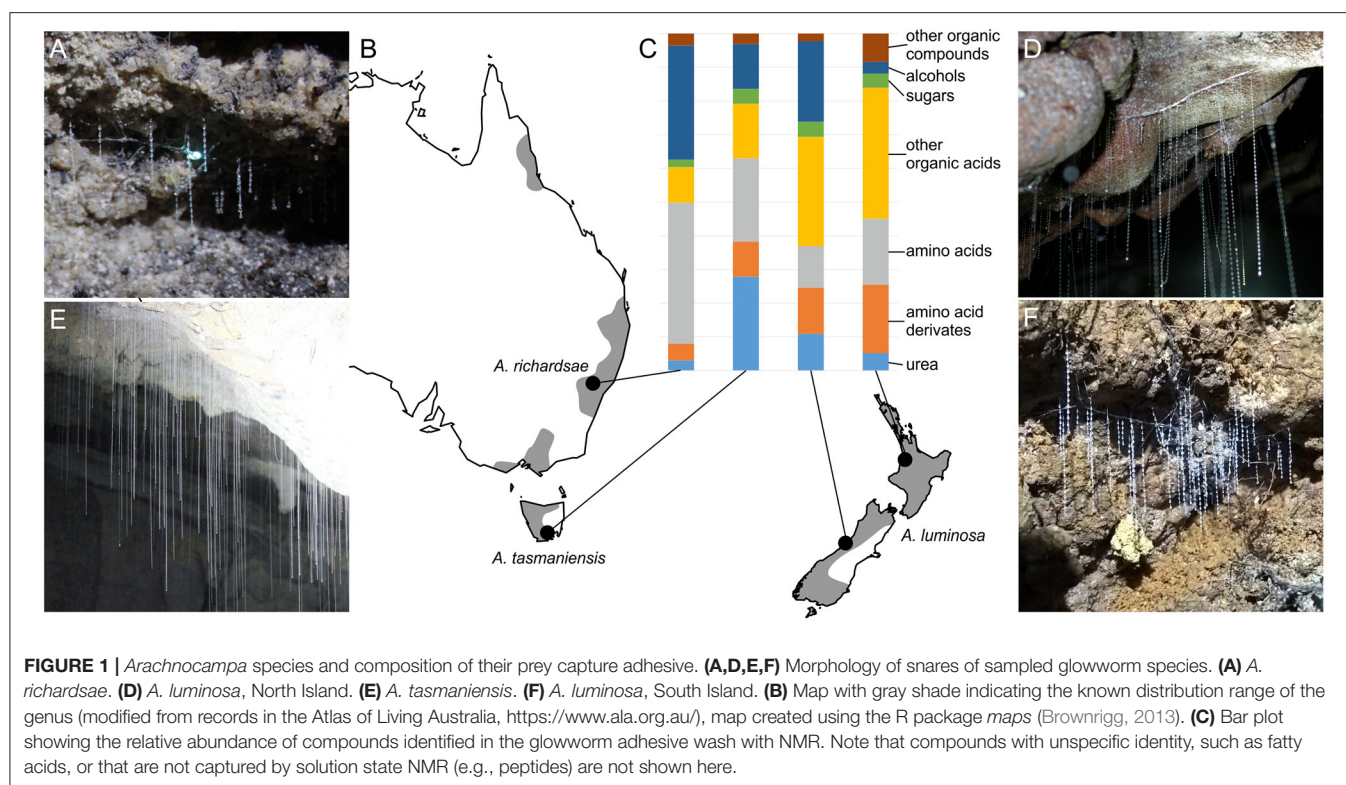 A
B
C
D
E
F
other organic
compounds
alcohols
sugars
other
organic acids
amino acids
amino acid
derivates
urea
A. richardsae
A. tasmaniensis
A. luminosa
FIGURE 1 | Arachnocampa species and composition of their prey capture adhesive. (A,D,E,F) Morphology of snares of sampled glowworm species. (A) A.
richardsae. (D) A. luminosa, North Island. (E) A. tasmaniensis. (F) A. luminosa, South Island. (B) Map with gray shade indicating the known distribution range of the
genus (modified from records in the Atlas of Living Australia, https://www.ala.org.au/), map created using the R package maps (Brownrigg, 2013). (C) Bar plot
showing the relative abundance of compounds identified in the glowworm adhesive wash with NMR. Note that compounds with unspecific identity, such as fatty
acids, or that are not captured by solution state NMR (e.g., peptides) are not shown here.